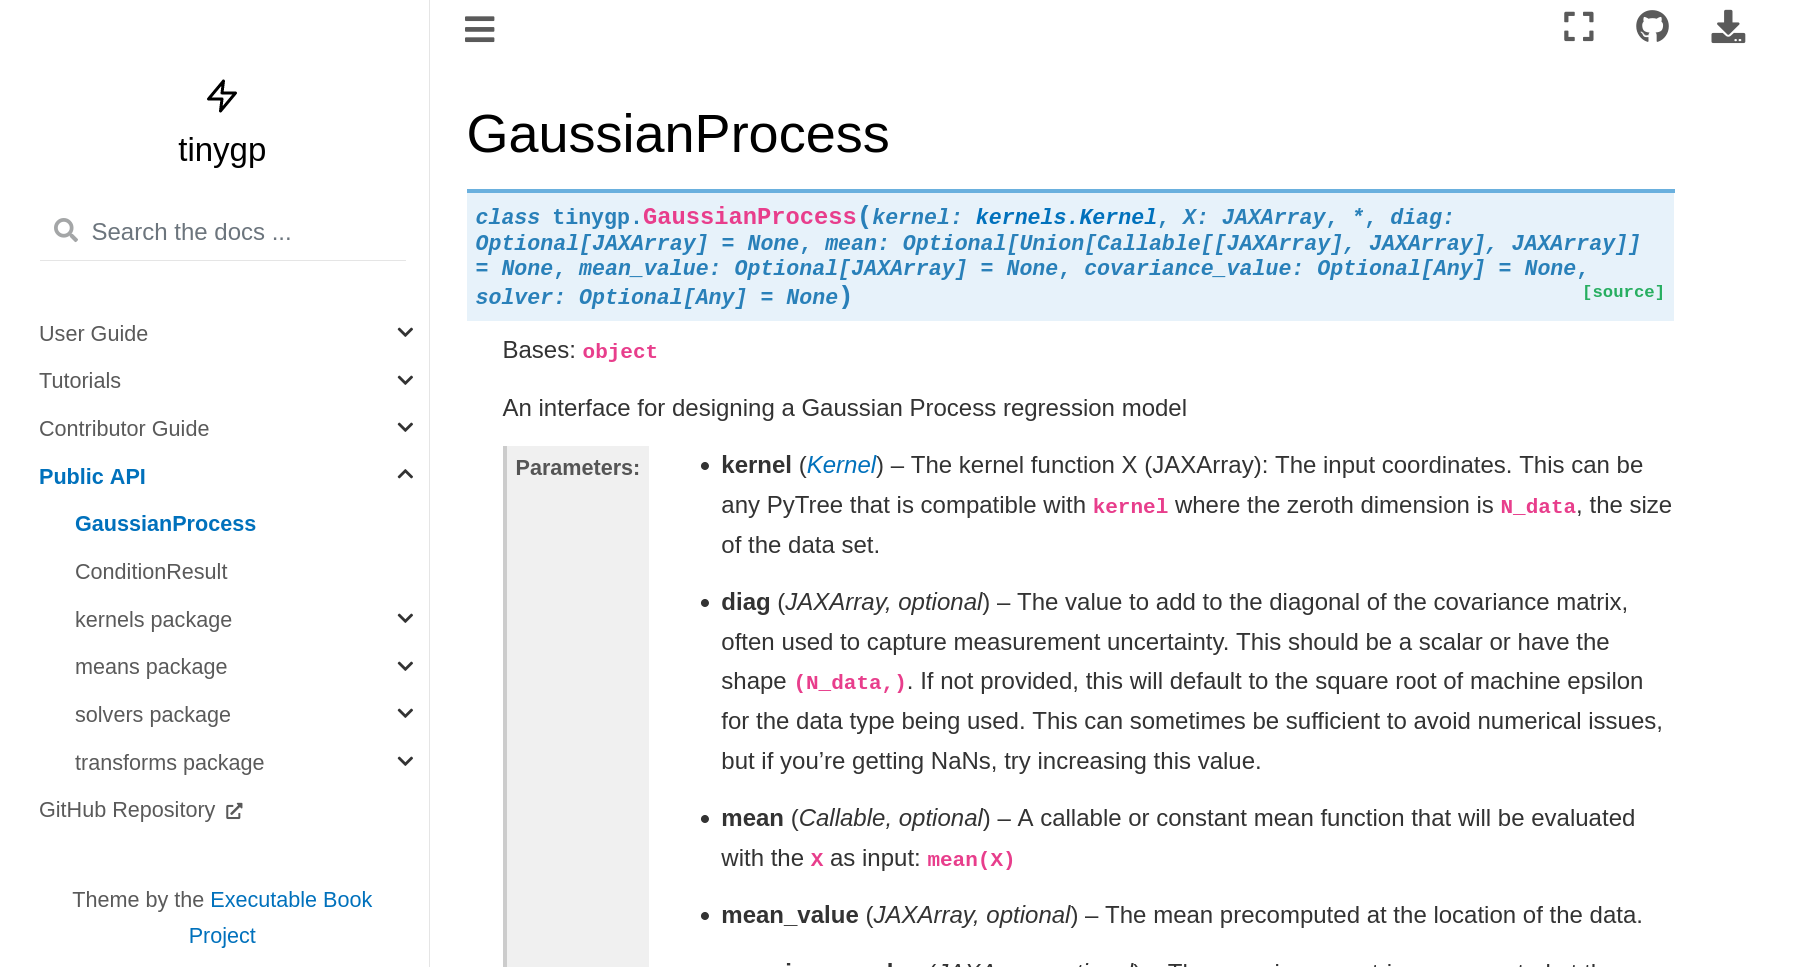 tinygp
Search the docs ...
User Guide
Tutorials
Contributor Guide
Public API
GaussianProcess
ConditionResult
kernels package
means package
solvers package
transforms package
GitHub Repository
Theme by the Executable Book
Project
GaussianProcess
class tinygp.GaussianProcess(kernel: kernels.Kernel, X: JAXArray, *, diag:
Optional[JAXArray] = None, mean: Optional[Union[Callable[[JAXArray], JAXArray], JAXArray]]
= None, mean_value: Optional[JAXArray] = None, covariance_value: Optional[Any] = None,
solver: Optional[Any] = None)
[source]
Bases: object
An interface for designing a Gaussian Process regression model
Parameters:
• kernel (Kernel) – The kernel function X (JAXArray): The input coordinates. This can be
any PyTree that is compatible with kernel where the zeroth dimension is N_data, the size
of the data set.
• diag (JAXArray, optional) – The value to add to the diagonal of the covariance matrix,
often used to capture measurement uncertainty. This should be a scalar or have the
shape (N_data,). If not provided, this will default to the square root of machine epsilon
for the data type being used. This can sometimes be sufficient to avoid numerical issues,
but if you’re getting NaNs, try increasing this value.
• mean (Callable, optional) – A callable or constant mean function that will be evaluated
with the X as input: mean(X)
• mean_value (JAXArray, optional) – The mean precomputed at the location of the data.